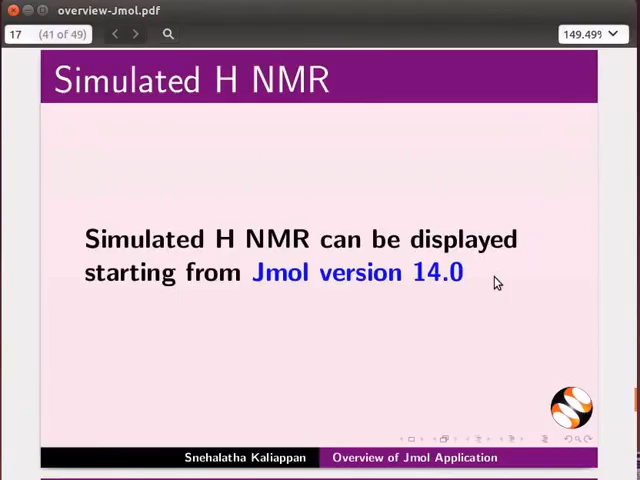 overview-Jmol.pdf
17 (41 of 49) 149.49%
Simulated H NMR
Simulated H NMR can be displayed
starting from Jmol version 14.0
Snehalatha Kaliappan Overview of Jmol Application